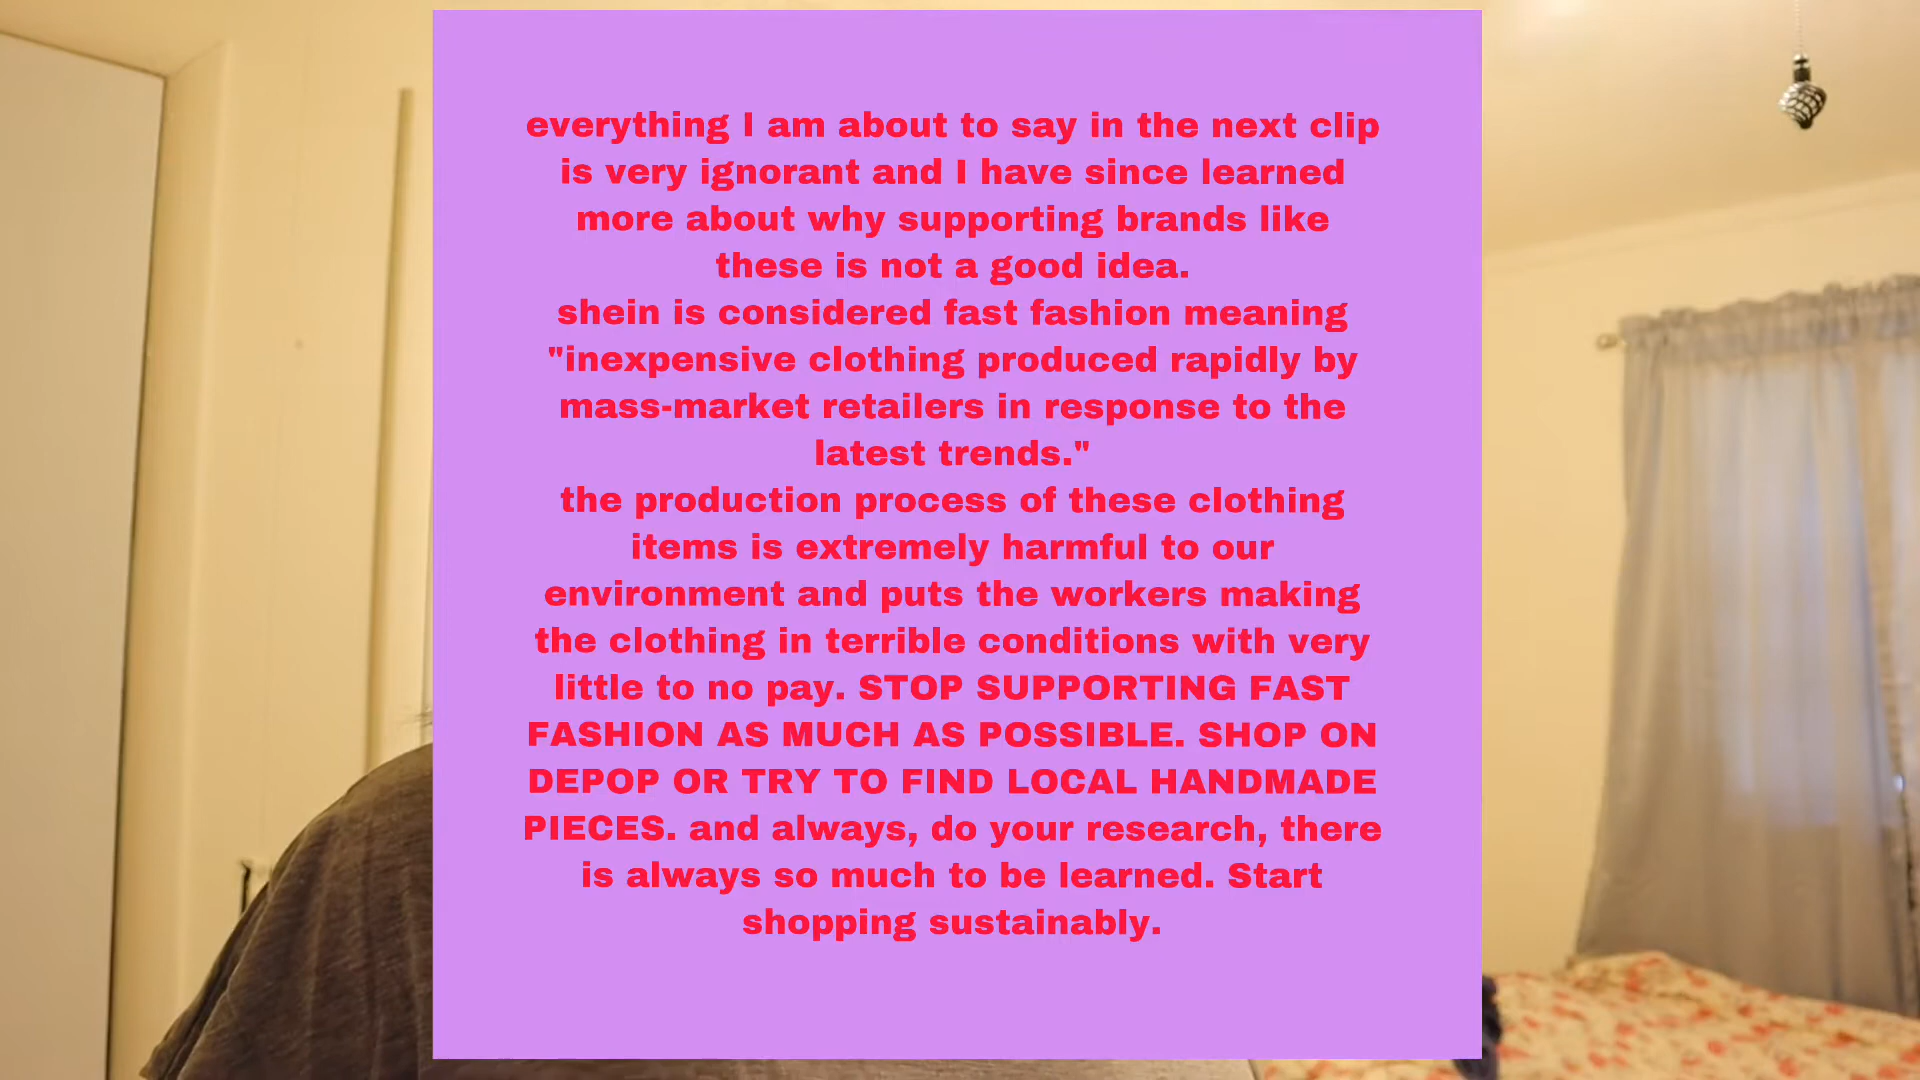 everything I am about to say in the next clip
is very ignorant and I have since learned
more about why supporting brands like
these is not a good idea.
shein is considered fast fashion meaning
"inexpensive clothing produced rapidly by
mass-market retailers in response to the
latest trends."
the production process of these clothing
items is extremely harmful to our
environment and puts the workers making
the clothing in terrible conditions with very
little to no pay. STOP SUPPORTING FAST
FASHION AS MUCH AS POSSIBLE. SHOP ON
DEPOP OR TRY TO FIND LOCAL HANDMADE
PIECES. and always, do your research, there
is always so much to be learned. Start
shopping sustainably.